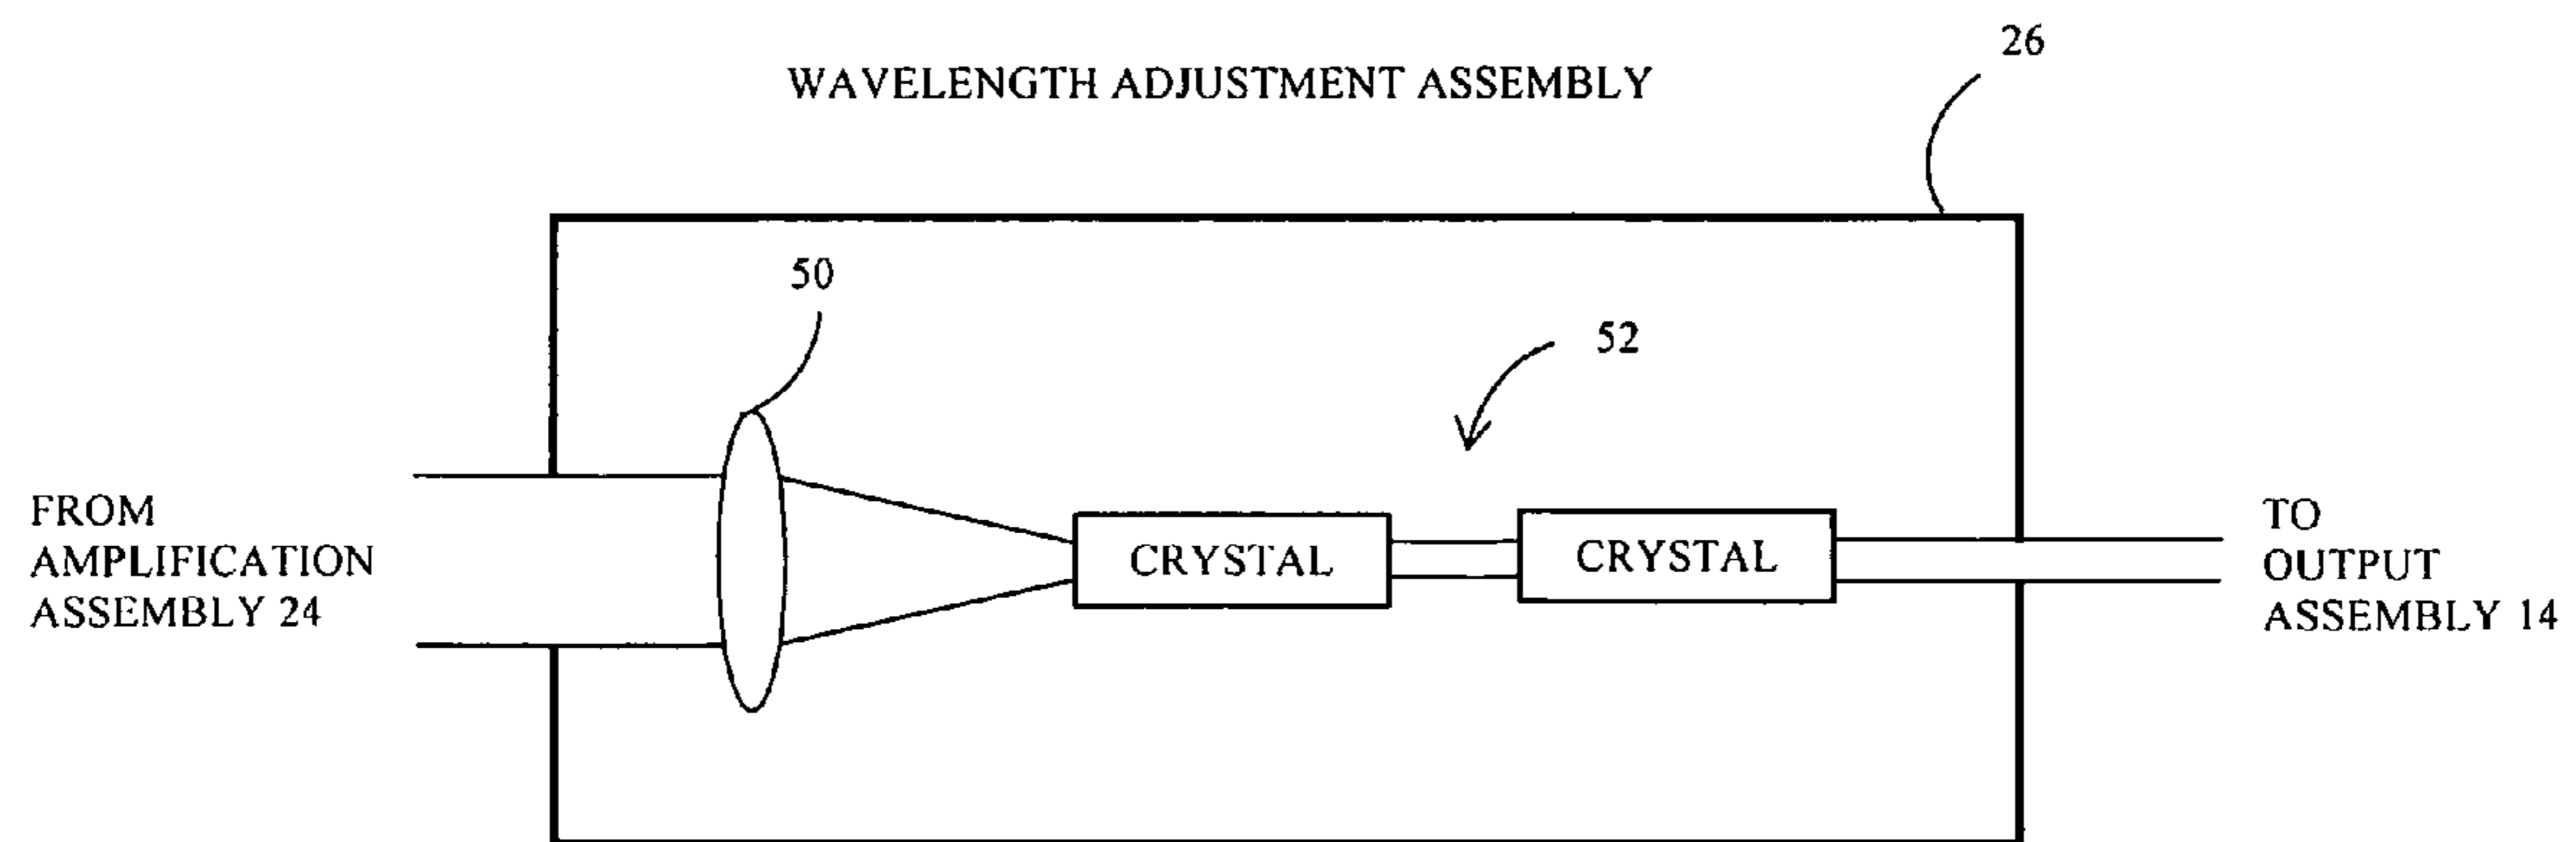 26
WAVELENGTH ADJUSTMENT ASSEMBLY
50
52
FROM
AMPLIFICATION
ASSEMBLY 24
CRYSTAL
CRYSTAL
TO
OUTPUT
ASSEMBLY 14